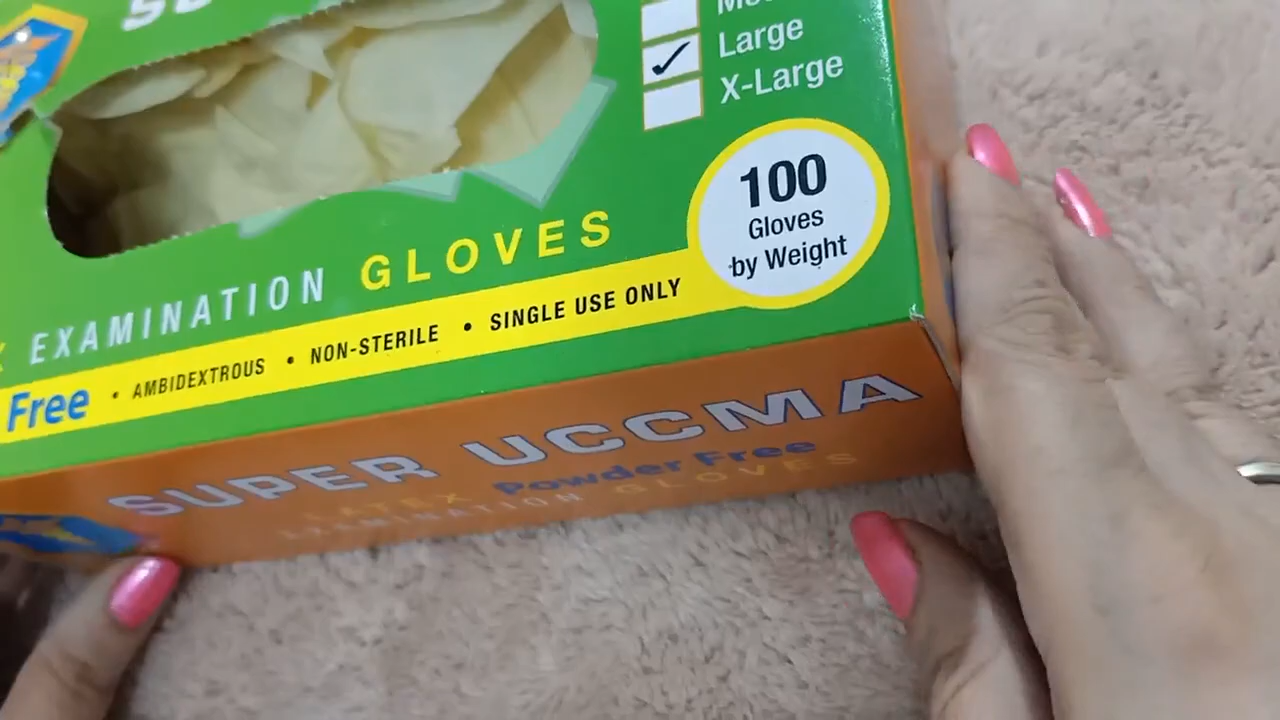 Large
X-Large
100
Gloves
by Weight
EXAMINATION GLOVES
Free • AMBIDEXTROUS • NON-STERILE • SINGLE USE ONLY
SUPER UCCMA
LATEX Powder Free
EXAMINATION GLOVES